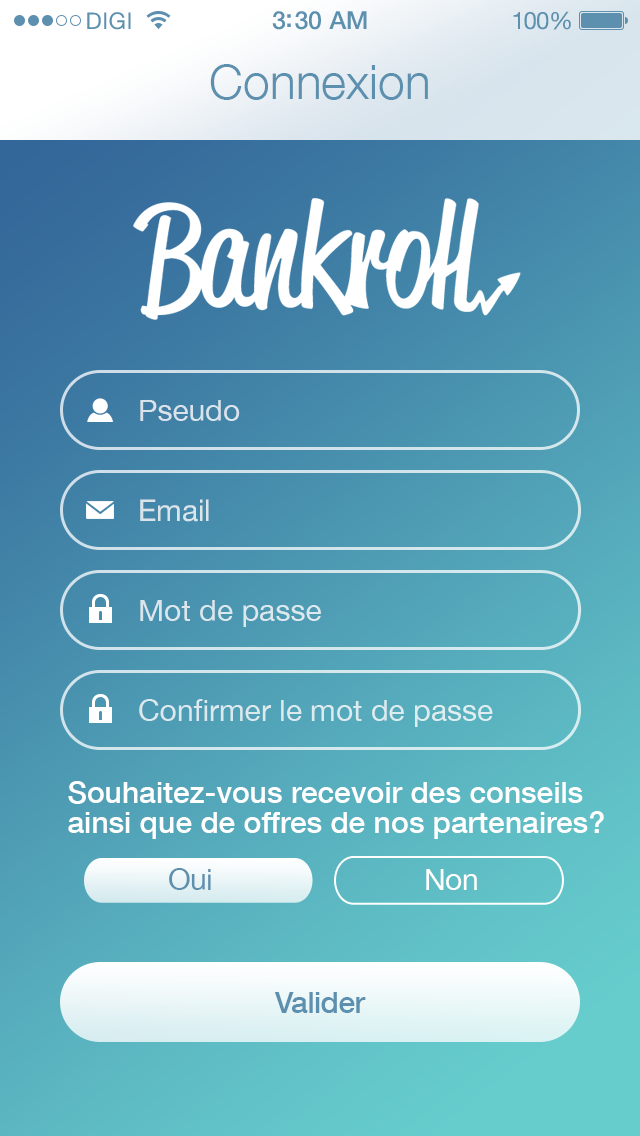 DIGI 3:30 AM 100%
Connexion
Bankroll
Pseudo
Email
Mot de passe
Confirmer le mot de passe
Souhaitez-vous recevoir des conseils
ainsi que de offres de nos partenaires?
Oui Non
Valider